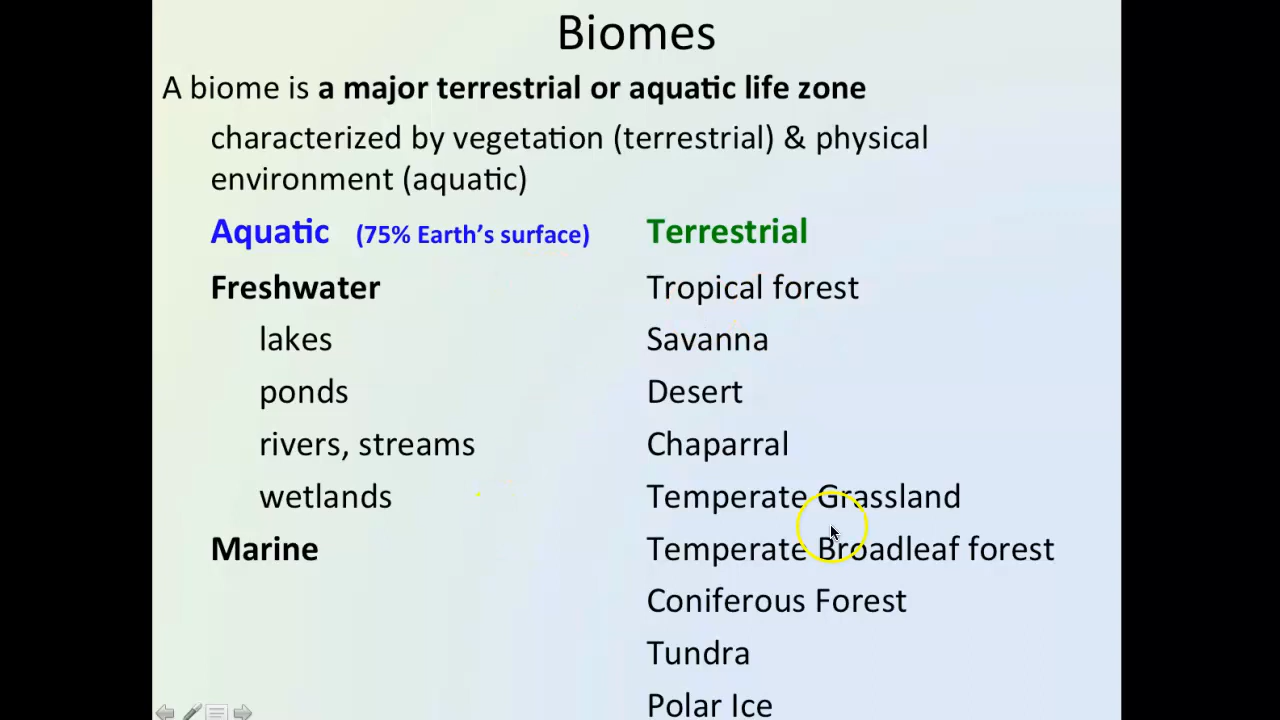 Biomes
A biome is a major terrestrial or aquatic life zone
characterized by vegetation (terrestrial) & physical
environment (aquatic)
Aquatic (75% Earth's surface)
Freshwater
lakes
ponds
rivers, streams
wetlands
Marine
Terrestrial
Tropical forest
Savanna
Desert
Chaparral
Temperate Grassland
Temperate Broadleaf forest
Coniferous Forest
Tundra
Polar Ice